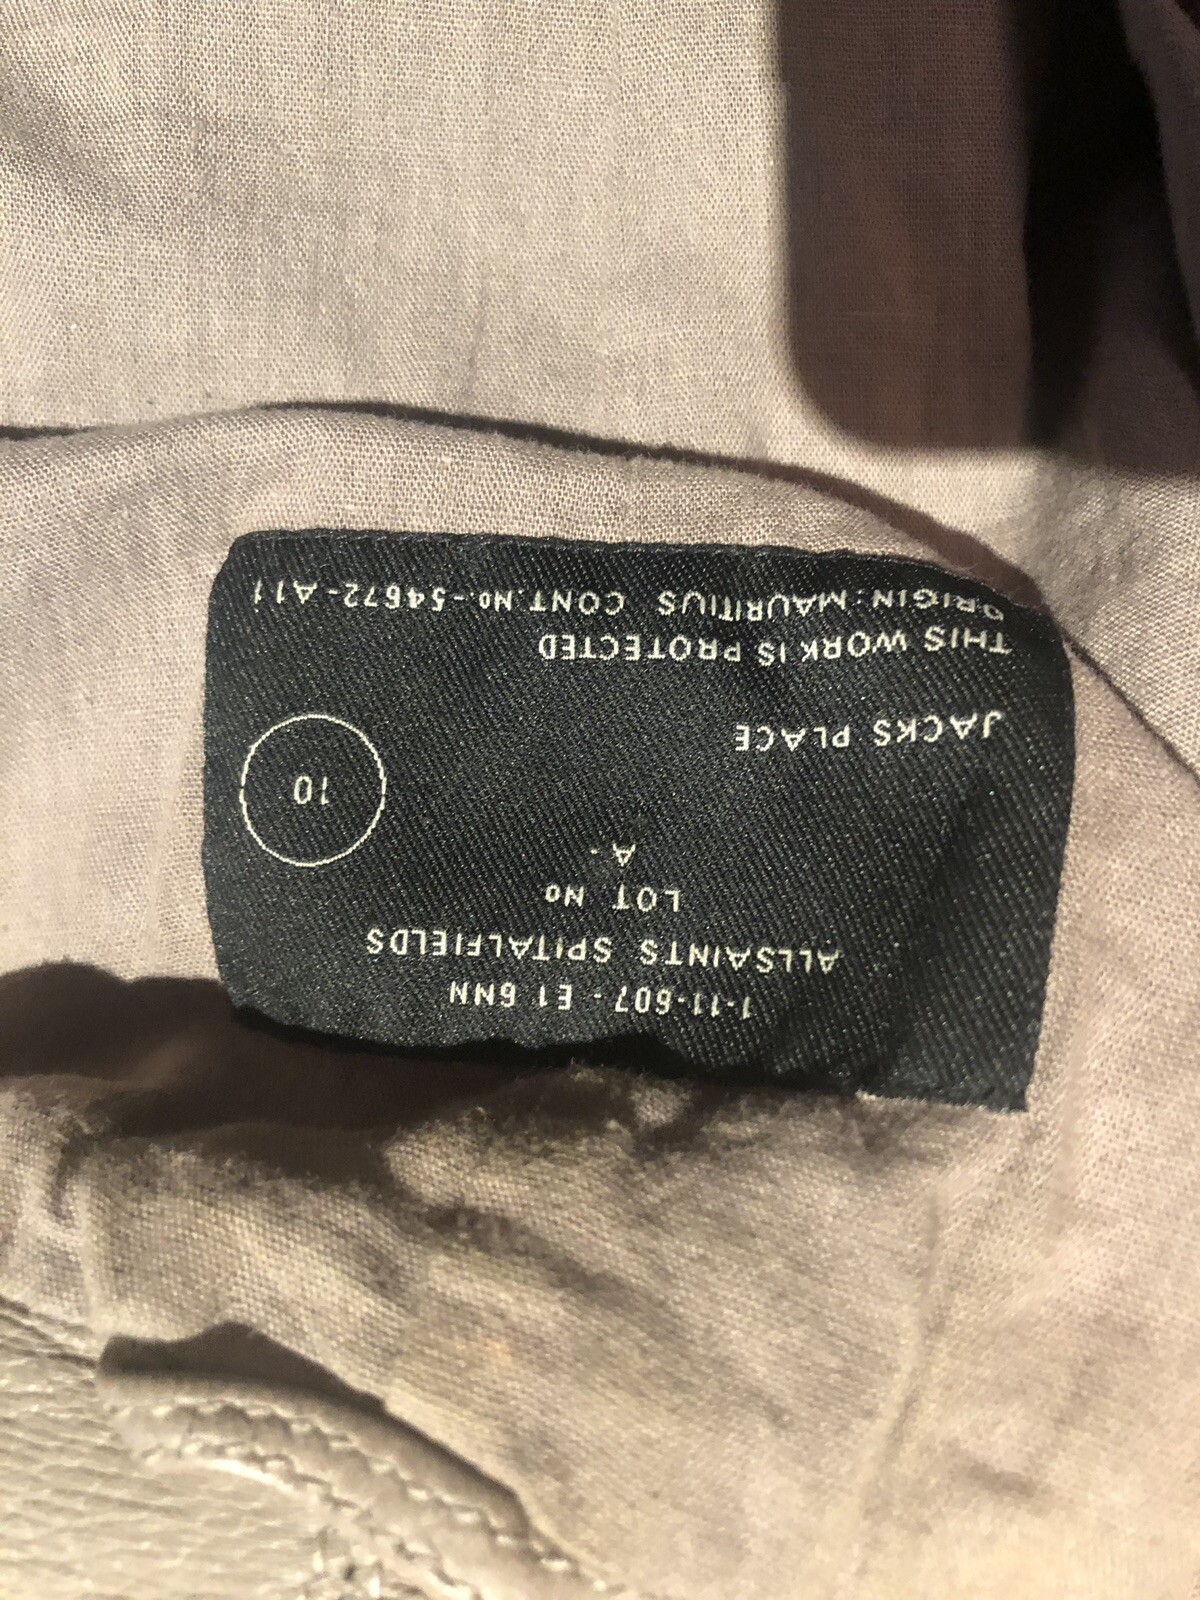 1-11-607 - E1 6NN
ALLSAINTS SPITALFIELDS
LOT No
A-
10
JACKS PLACE
THIS WORK IS PROTECTED
ORIGIN: MAURITIUS CONT.No.-54672-A11